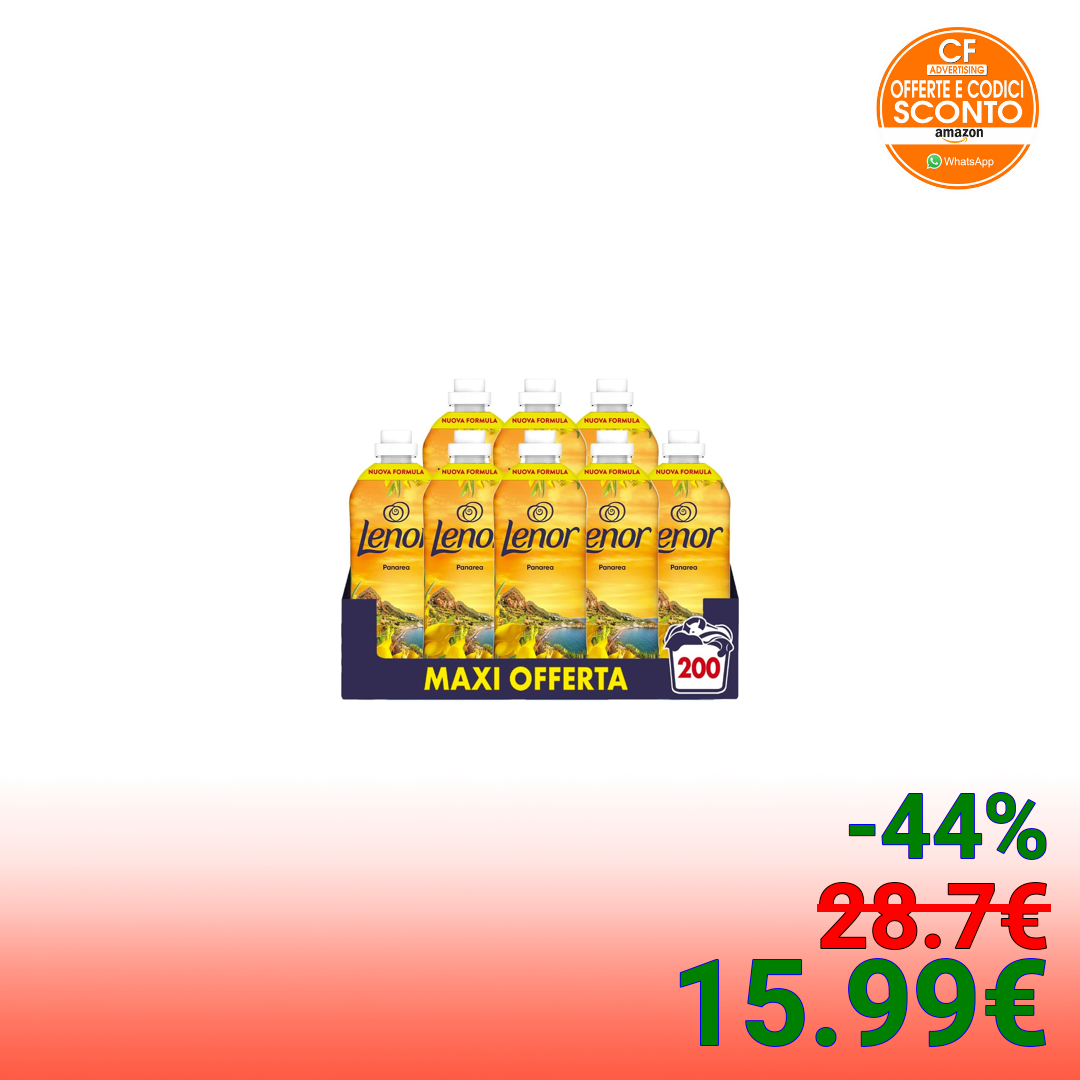 CF
ADVERTISING
OFFERTE E CODICI
SCONTO
amazon
WhatsApp
NUOVA FORMULA NUOVA FORMULA NUOVA FORMULA
NUOVA FORMULA NUOVA FORMULA NUOVA FORMULA NUOVA FORMULA NUOVA FORMULA
Lenor Lenor Lenor enor enor
Panarea Panarea Panarea Panarea Panarea
MAXI OFFERTA
200
-44%
28.7€
15.99€